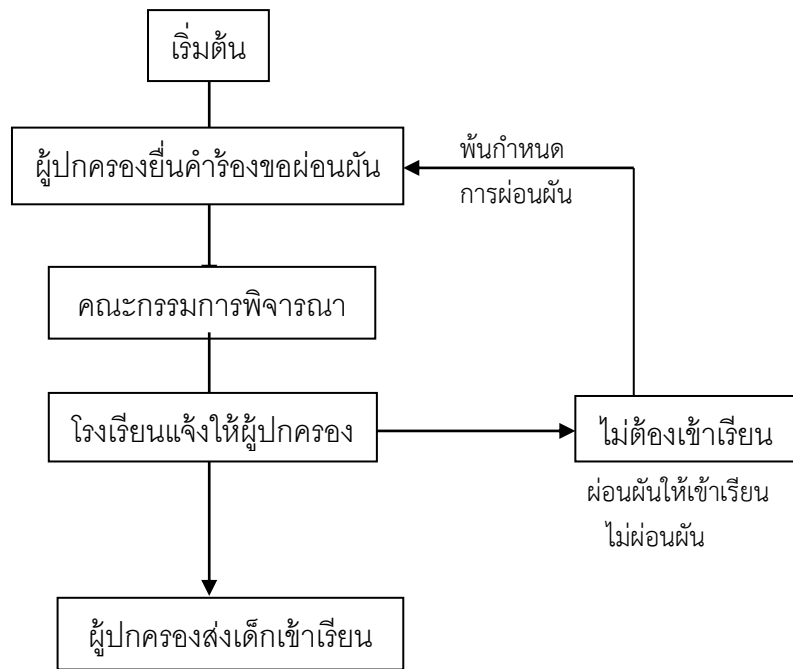 เริ่มต้น
ผู้ปกครองยื่นคำร้องขอผ่อนผัน
พ้นกำหนด
การผ่อนผัน
คณะกรรมการพิจารณา
โรงเรียนแจ้งให้ผู้ปกครอง
ไม่ต้องเข้าเรียน
ผ่อนผันให้เข้าเรียน
ไม่ผ่อนผัน
ผู้ปกครองส่งเด็กเข้าเรียน